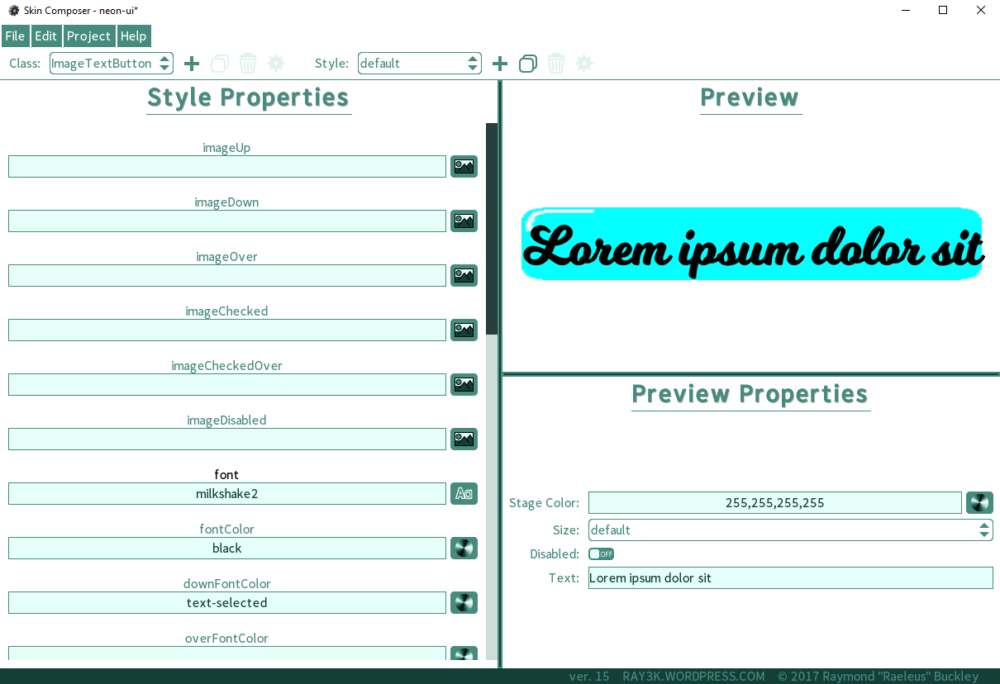 Skin Composer - neon-ui*
File Edit Project Help
Class: ImageTextButton Style: default
Style Properties
imageUp
imageDown
imageOver
imageChecked
imageCheckedOver
imageDisabled
font
milkshake2
Aa
fontColor
black
downFontColor
text-selected
overFontColor
Preview
Lorem ipsum dolor sit
Preview Properties
Stage Color: 255,255,255,255
Size: default
Disabled: OFF
Text: Lorem ipsum dolor sit
ver. 15 RAY3K.WORDPRESS.COM © 2017 Raymond "Raeleus" Buckley